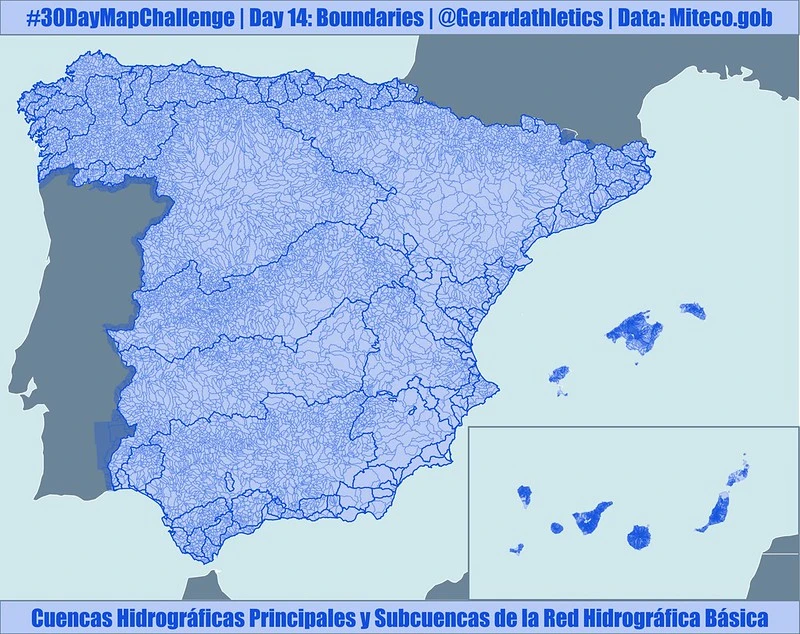 #30DayMapChallenge | Day 14: Boundaries | @Gerardathletics | Data: Miteco.gob
Cuencas Hidrográficas Principales y Subcuencas de la Red Hidrográfica Básica